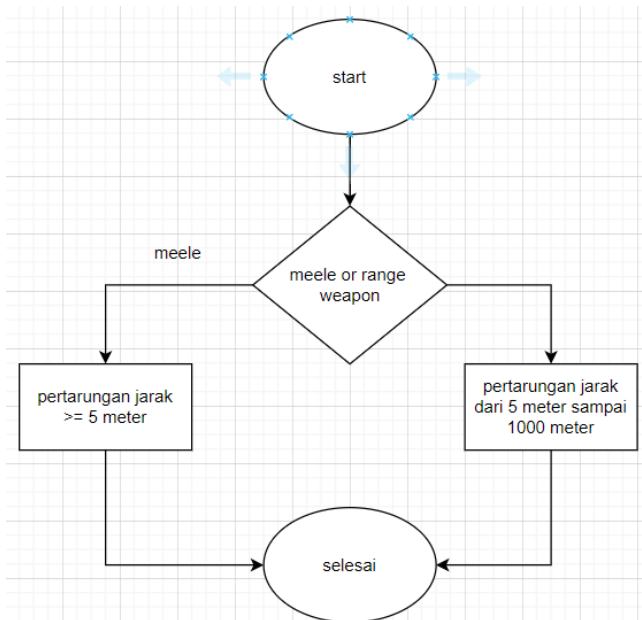 start
meele
meele or range
weapon
pertarungan jarak
>= 5 meter
pertarungan jarak
dari 5 meter sampai
1000 meter
selesai